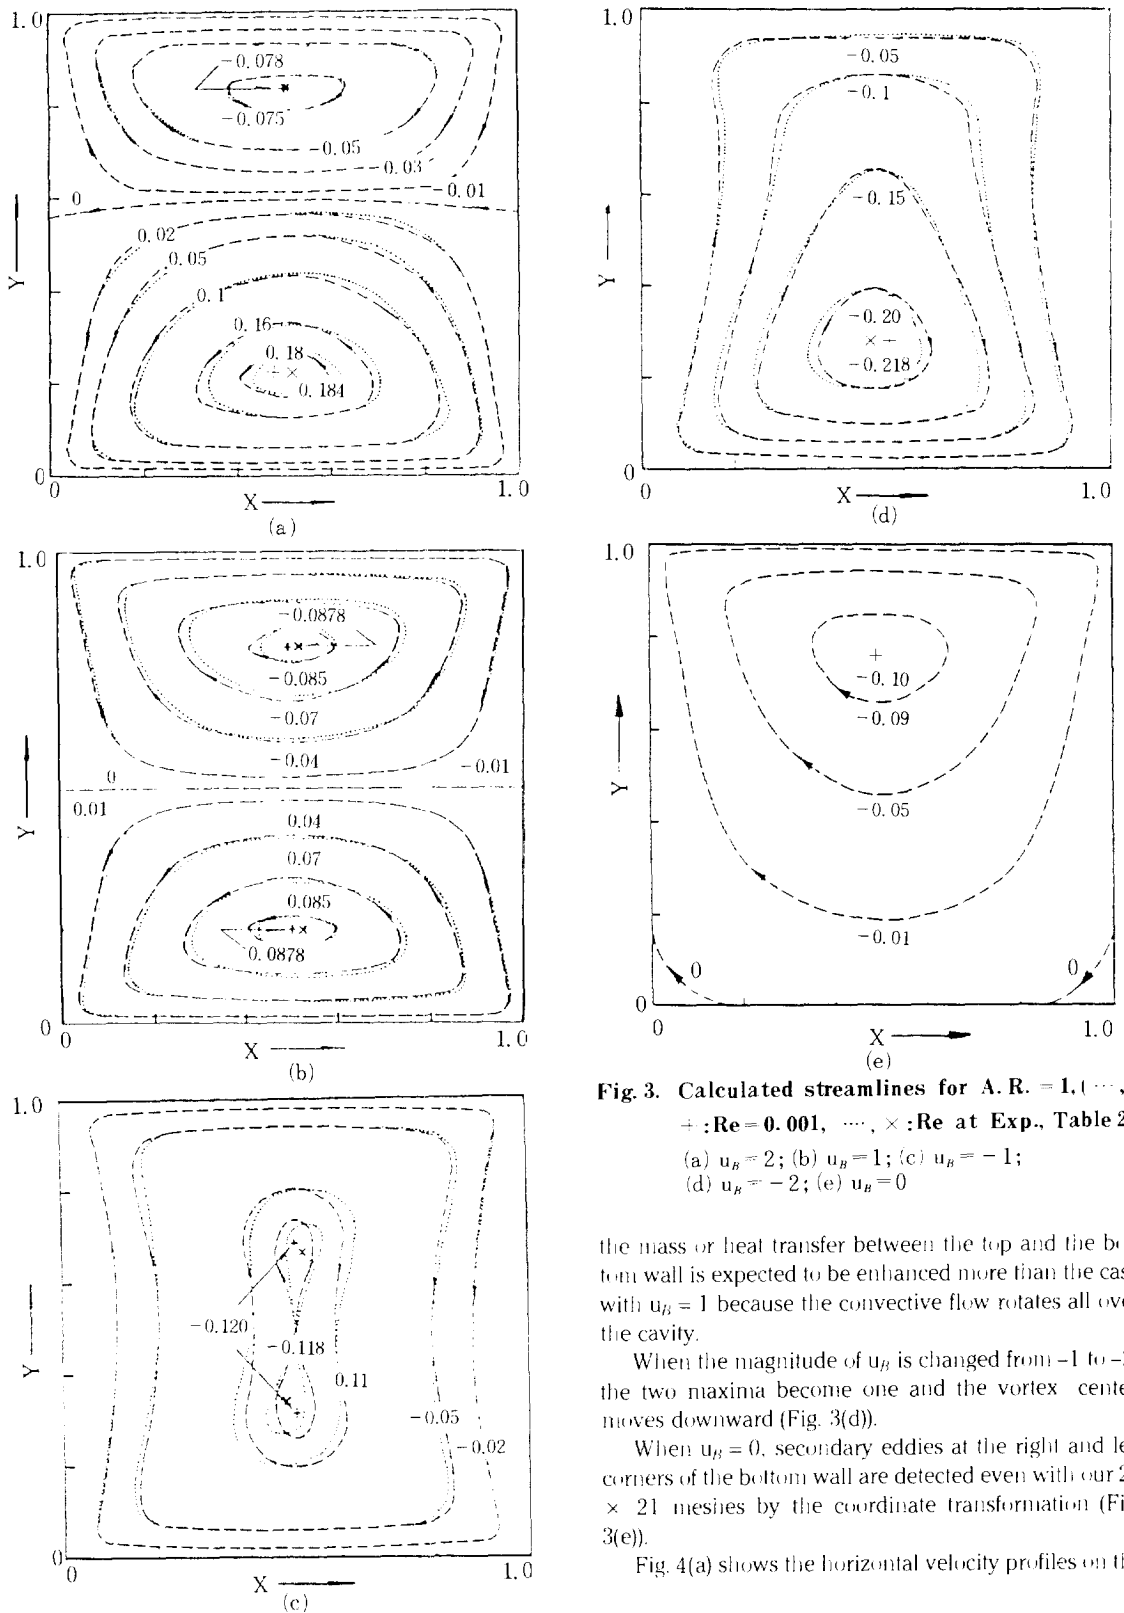 1.0
-0.078
-0.075
-0.05
-0.03
-0.01
0
0.02
0.05
0.1
0.16
0.18
0.184
Y
0
0
X
1.0
(a)
1.0
-0.0878
-0.085
-0.07
-0.04
-0.01
0
0.01
0.04
0.07
0.085
0.0878
Y
0
0
X
1.0
(b)
1.0
-0.120
-0.118
0.11
-0.05
-0.02
Y
0
0
X
1.0
(c)
1.0
-0.05
-0.1
-0.15
-0.20
-0.218
Y
0
0
X
1.0
(d)
1.0
-0.10
-0.09
-0.05
-0.01
0
0
Y
0
0
X
1.0
(e)
Fig. 3. Calculated streamlines for A. R. = 1, ( ···,
+ :Re=0.001, ····, × :Re at Exp., Table 2
(a) u_B = 2; (b) u_B = 1; (c) u_B = -1;
(d) u_B = -2; (e) u_B = 0
the mass or heat transfer between the top and the bo
tom wall is expected to be enhanced more than the cas
with u_B = 1 because the convective flow rotates all ove
the cavity.
When the magnitude of u_B is changed from -1 to -
the two maxima become one and the vortex center
moves downward (Fig. 3(d)).
When u_B = 0, secondary eddies at the right and le
corners of the bottom wall are detected even with our 2
× 21 meshes by the coordinate transformation (Fi
3(e)).
Fig. 4(a) shows the horizontal velocity profiles on th